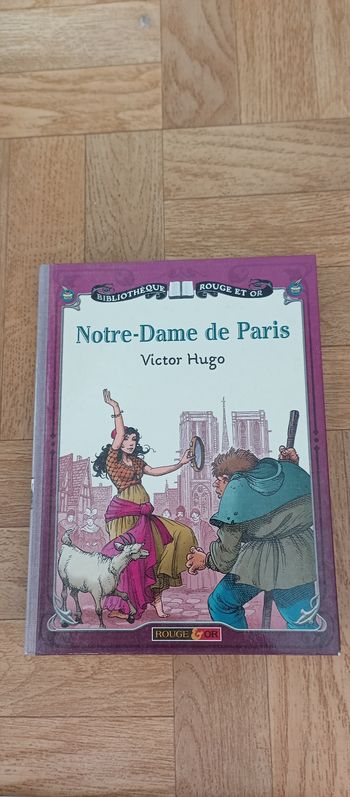 BIBLIOTHÈQUE ROUGE ET OR
Notre-Dame de Paris
Victor Hugo
ROUGE & OR